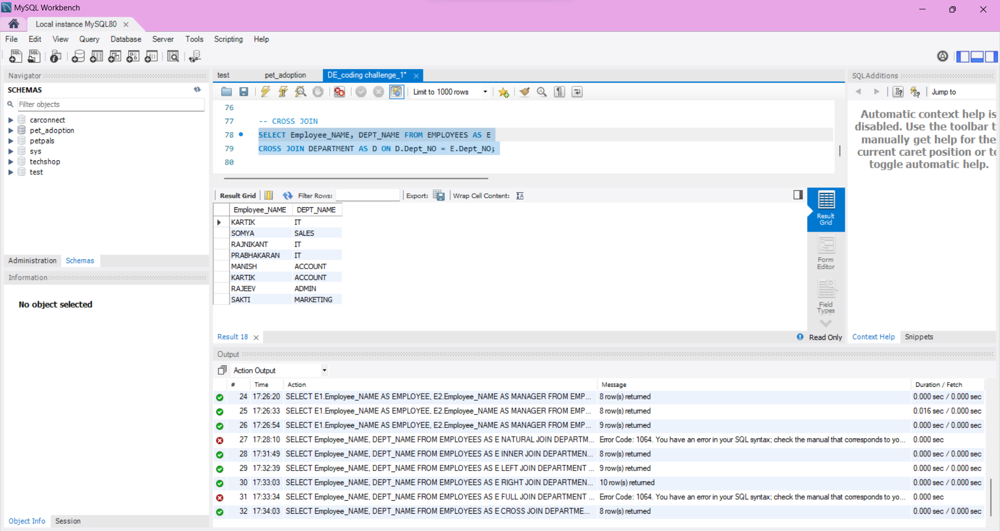 MySQL Workbench
Local instance MySQL80
File Edit View Query Database Server Tools Scripting Help
Navigator
SCHEMAS
Filter objects
carconnect
pet_adoption
petpals
sys
techshop
test
Administration Schemas
Information
No object selected
Object Info Session
test pet_adoption DE_coding challenge_1*
Limit to 1000 rows
76
77 -- CROSS JOIN
78 SELECT Employee_NAME, DEPT_NAME FROM EMPLOYEES AS E
79 CROSS JOIN DEPARTMENT AS D ON D.Dept_NO = E.Dept_NO;
80
Result Grid Filter Rows: Export: Wrap Cell Content:
Employee_NAME DEPT_NAME
KARTIK IT
SOMYA SALES
RAJNIKANT IT
PRABHAKARAN IT
MANISH ACCOUNT
KARTIK ACCOUNT
RAJEEV ADMIN
SAKTI MARKETING
Result
Grid
Form
Editor
Field
Types
Result 18
Read Only
SQLAdditions
Jump to
Automatic context help is
disabled. Use the toolbar t
manually get help for the
current caret position or to
toggle automatic help.
Context Help Snippets
Output
Action Output
# Time Action Message Duration / Fetch
24 17:26:20 SELECT E1.Employee_NAME AS EMPLOYEE, E2.Employee_NAME AS MANAGER FROM EMP... 8 row(s) returned 0.000 sec / 0.000 sec
25 17:26:33 SELECT E1.Employee_NAME AS EMPLOYEE, E2.Employee_NAME AS MANAGER FROM EMP... 8 row(s) returned 0.016 sec / 0.000 sec
26 17:26:54 SELECT E1.Employee_NAME AS EMPLOYEE, E2.Employee_NAME AS MANAGER FROM EMP... 9 row(s) returned 0.000 sec / 0.000 sec
27 17:28:10 SELECT Employee_NAME, DEPT_NAME FROM EMPLOYEES AS E NATURAL JOIN DEPARTM... Error Code: 1064. You have an error in your SQL syntax; check the manual that corresponds to yo... 0.000 sec
28 17:31:49 SELECT Employee_NAME, DEPT_NAME FROM EMPLOYEES AS E INNER JOIN DEPARTMEN... 8 row(s) returned 0.000 sec / 0.000 sec
29 17:32:39 SELECT Employee_NAME, DEPT_NAME FROM EMPLOYEES AS E LEFT JOIN DEPARTMENT ... 9 row(s) returned 0.000 sec / 0.000 sec
30 17:33:03 SELECT Employee_NAME, DEPT_NAME FROM EMPLOYEES AS E RIGHT JOIN DEPARTMEN... 10 row(s) returned 0.000 sec / 0.000 sec
31 17:33:34 SELECT Employee_NAME, DEPT_NAME FROM EMPLOYEES AS E FULL JOIN DEPARTMENT ... Error Code: 1064. You have an error in your SQL syntax; check the manual that corresponds to yo... 0.000 sec
32 17:34:03 SELECT Employee_NAME, DEPT_NAME FROM EMPLOYEES AS E CROSS JOIN DEPARTME... 8 row(s) returned 0.000 sec / 0.000 sec